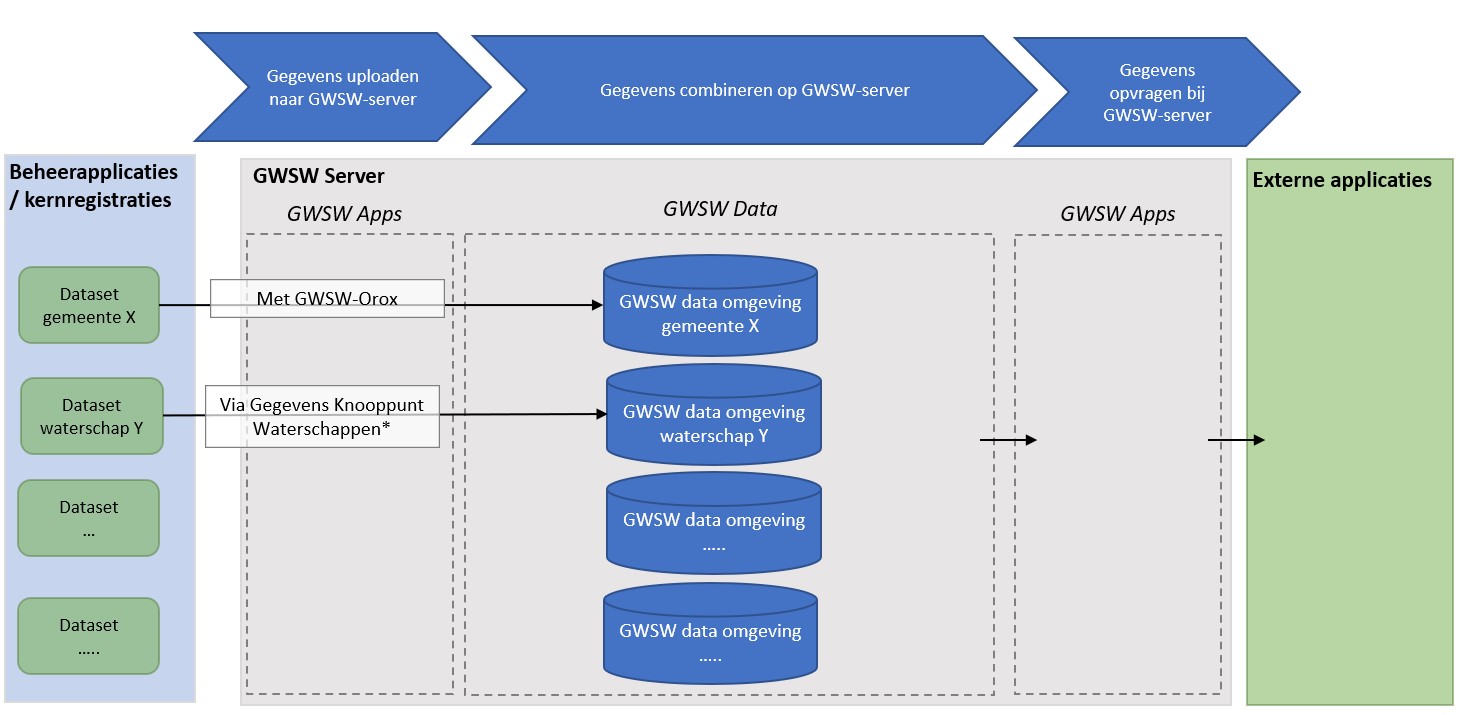 Gegevens uploaden
naar GWSW-server
Gegevens combineren op GWSW-server
Gegevens
opvragen bij
GWSW-server
Beheerapplicaties
/ kernregistraties
GWSW Server
Externe applicaties
GWSW Apps
GWSW Data
GWSW Apps
Dataset
gemeente X
Met GWSW-Orox
GWSW data omgeving
gemeente X
Dataset
waterschap Y
Via Gegevens Knooppunt
Waterschappen*
GWSW data omgeving
waterschap Y
Dataset
...
GWSW data omgeving
.....
Dataset
.....
GWSW data omgeving
.....